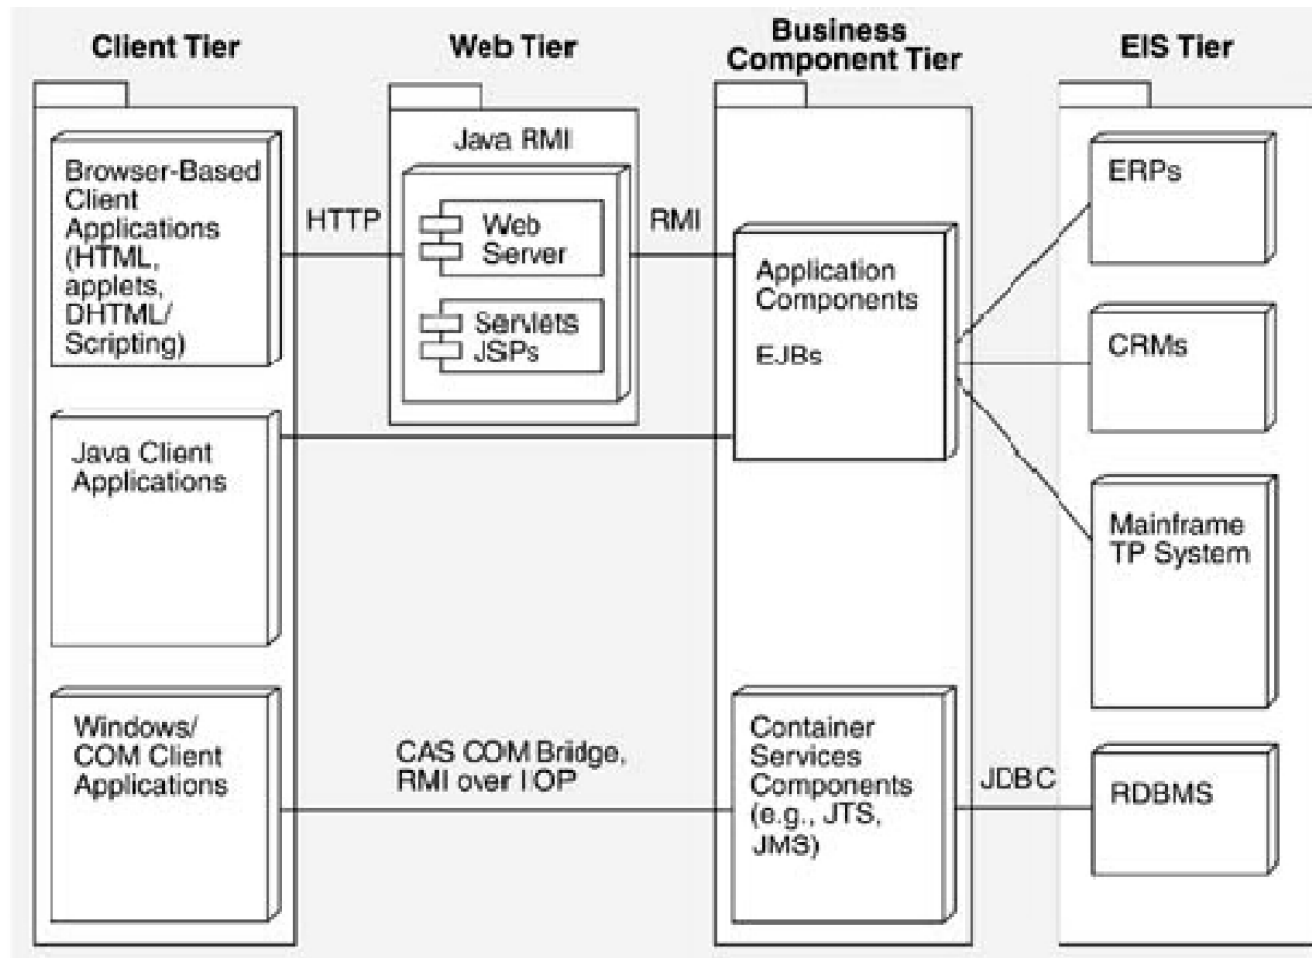 Client Tier
Web Tier
Business
Component Tier
EIS Tier
Browser-Based
Client
Applications
(HTML,
applets,
DHTML/
Scripting)
HTTP
Java RMI
Web
Server
Servlets
JSPs
RMI
Application
Components
EJBs
ERPs
CRMs
Java Client
Applications
Mainframe
TP System
Windows/
COM Client
Applications
CAS COM Bridge,
RMI over IOP
Container
Services
Components
(e.g., JTS,
JMS)
JDBC
RDBMS